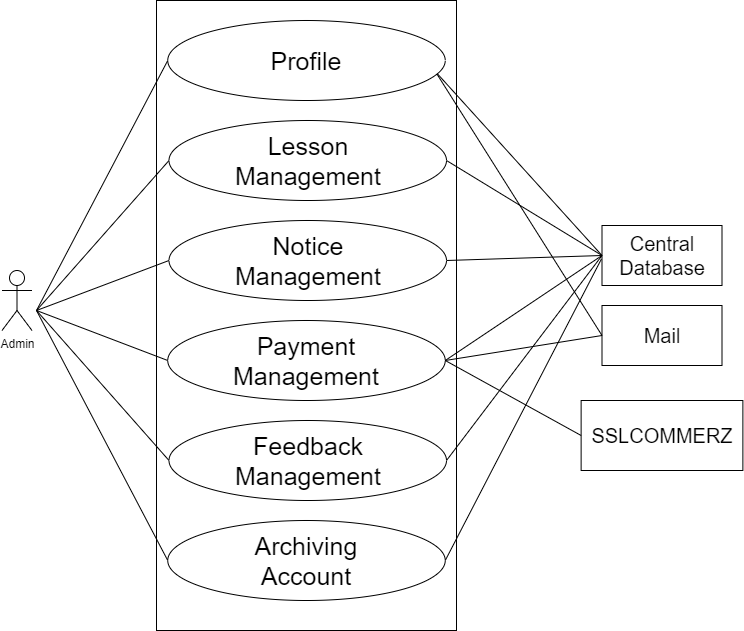 Profile
Lesson
Management
Notice
Management
Payment
Management
Feedback
Management
Archiving
Account
Admin
Central
Database
Mail
SSLCOMMERZ